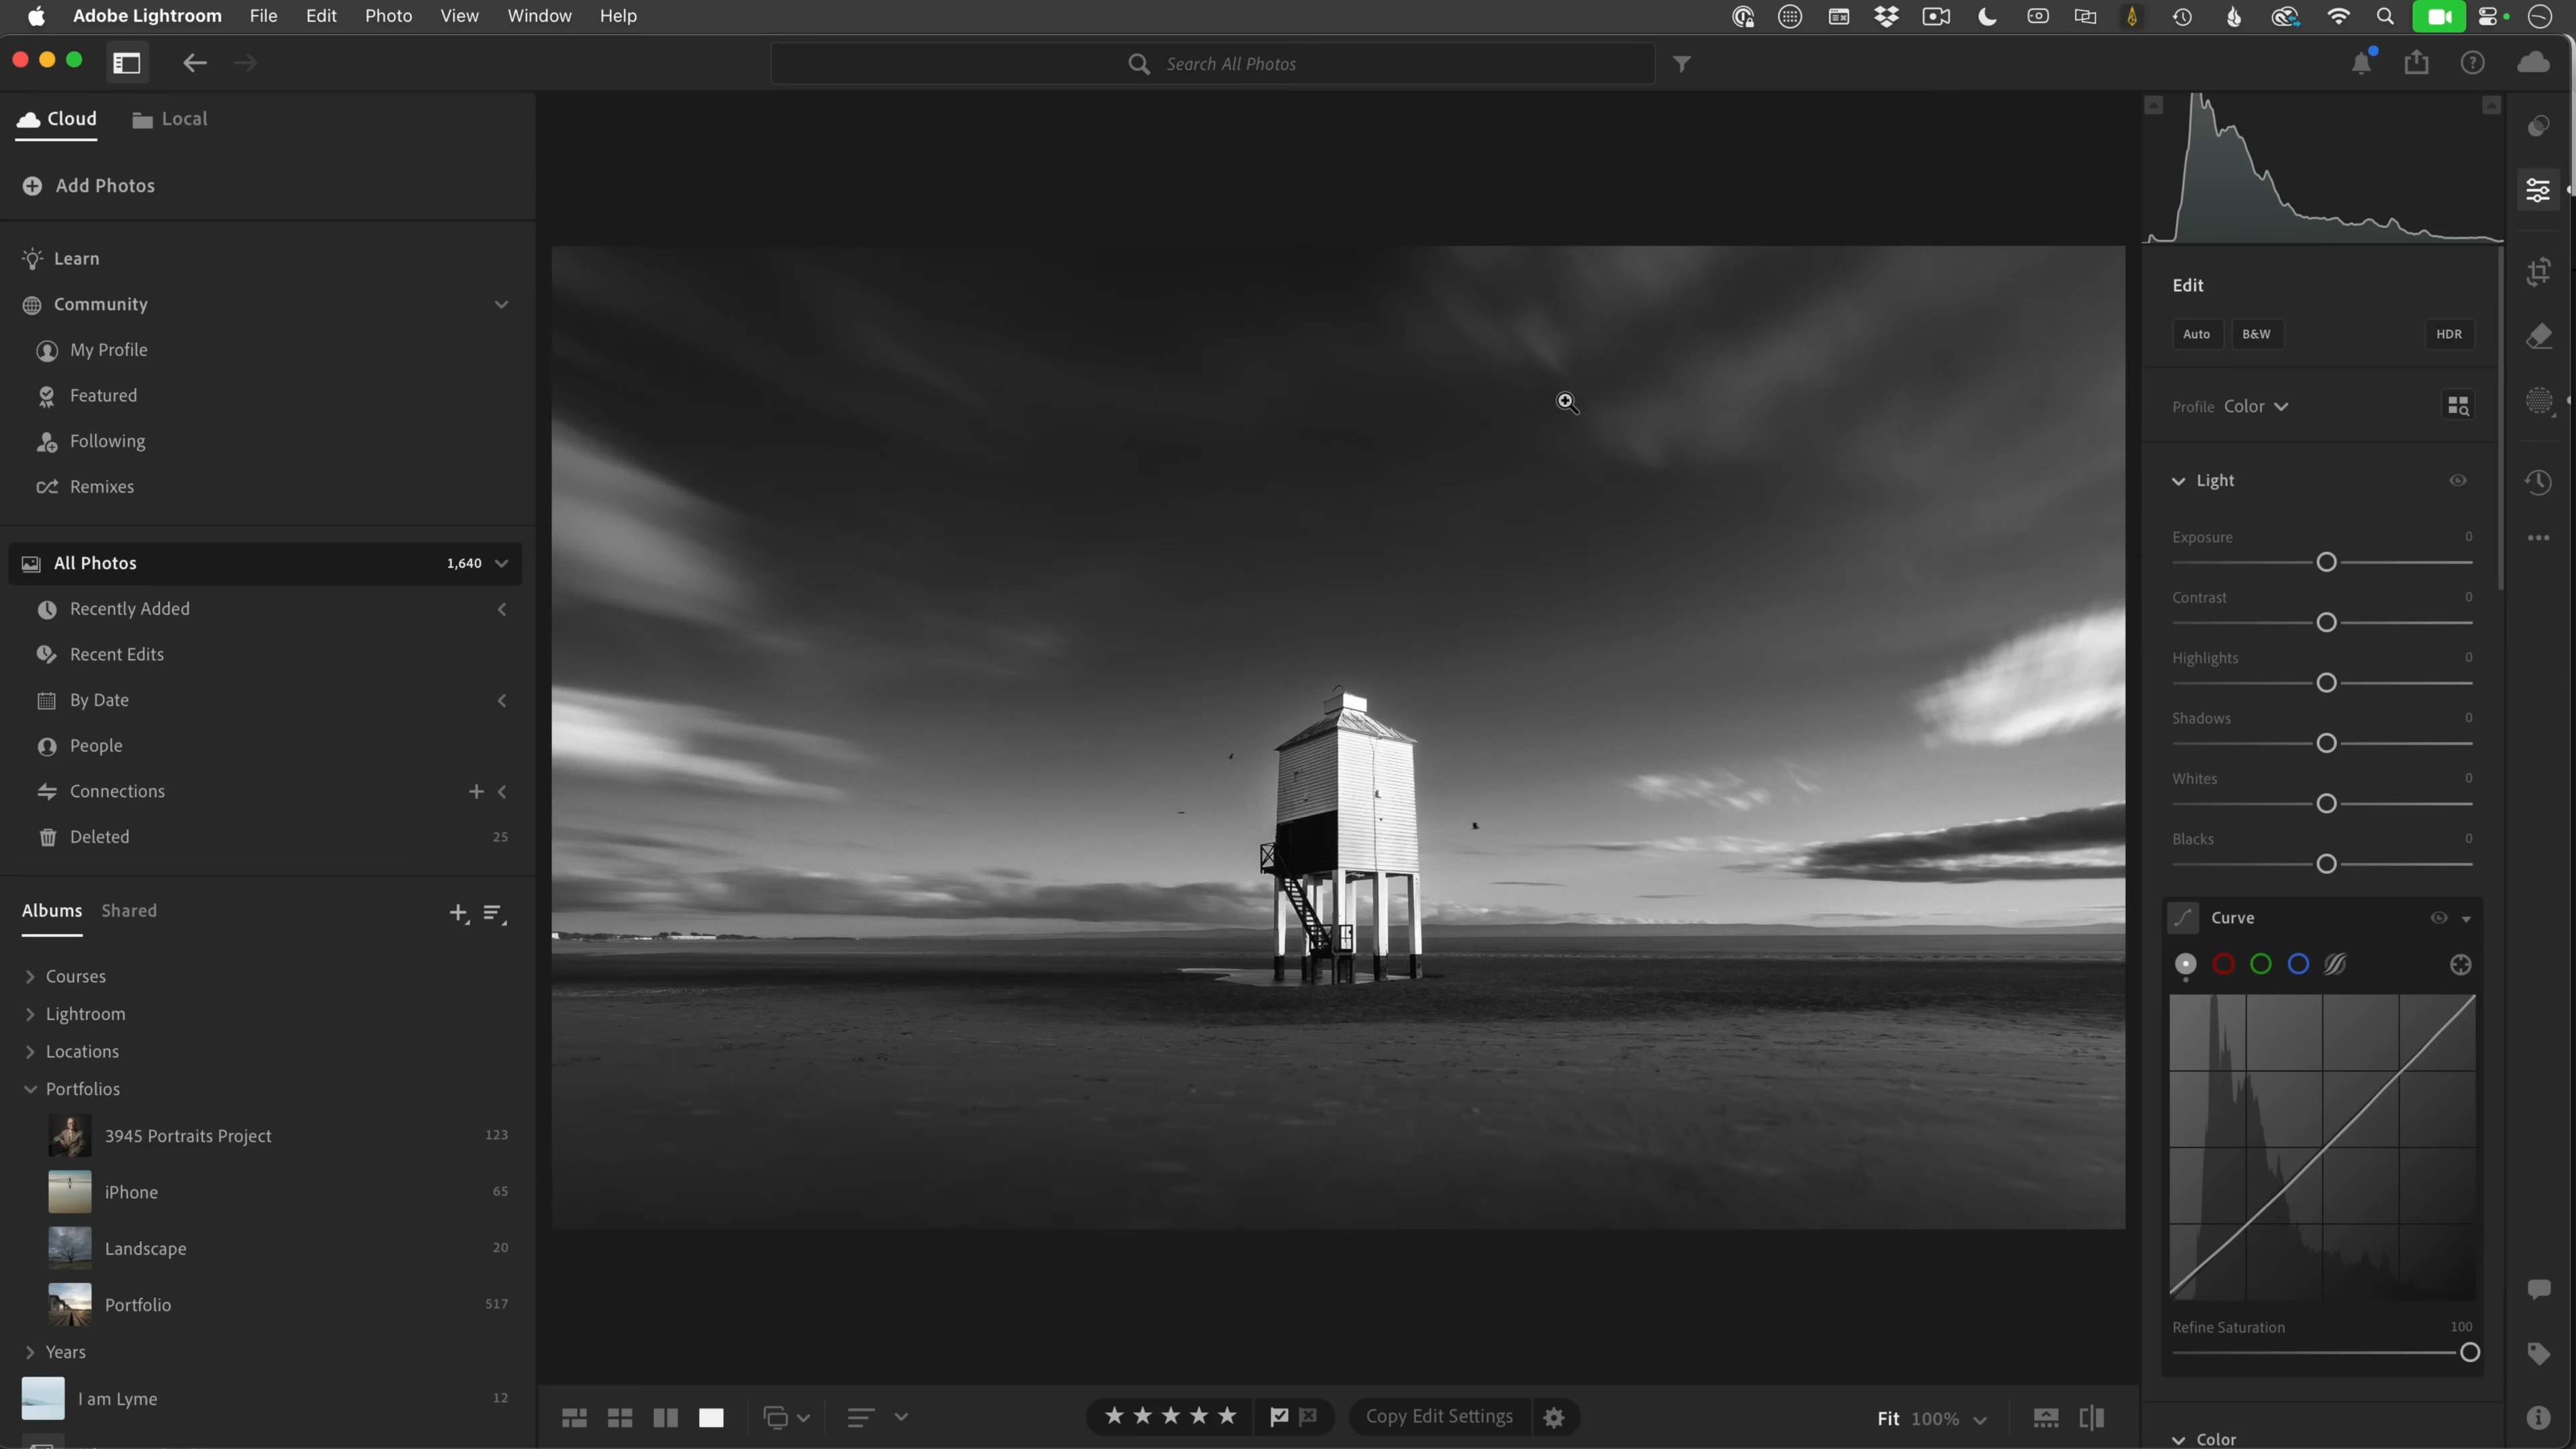 Adobe Lightroom File Edit Photo View Window Help
Search All Photos
Cloud Local
Add Photos
Learn
Community
My Profile
Featured
Following
Remixes
All Photos 1,640
Recently Added
Recent Edits
By Date
People
Connections
Deleted 25
Albums Shared
Courses
Lightroom
Locations
Portfolios
3945 Portraits Project 123
iPhone 65
Landscape 20
Portfolio 517
Years
I am Lyme 12
Copy Edit Settings
Fit 100%
Edit
Auto B&W HDR
Profile Color
Light
Exposure 0
Contrast 0
Highlights 0
Shadows 0
Whites 0
Blacks 0
Curve
Refine Saturation 100
Color